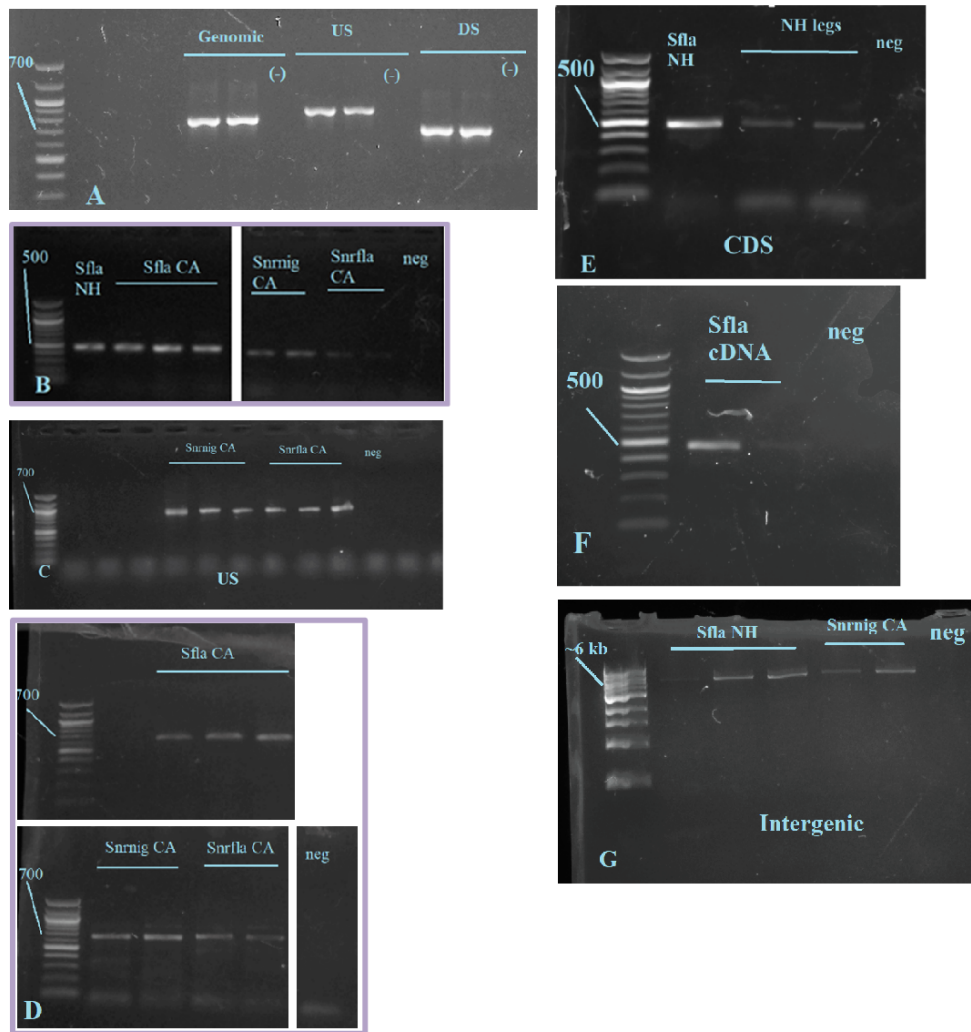 Genomic
US
DS
(-)
(-)
(-)
700
A
500
Sfla
NH
Sfla CA
Snrnig
CA
Snrfla
CA
neg
B
700
Snrnig CA
Snrfla CA
neg
C
US
Sfla CA
700
Snrnig CA
Snrfla CA
neg
700
D
Sfla
NH
NH legs
neg
500
E
CDS
Sfla
cDNA
neg
500
F
Sfla NH
Snrnig CA
neg
~6 kb
Intergenic
G